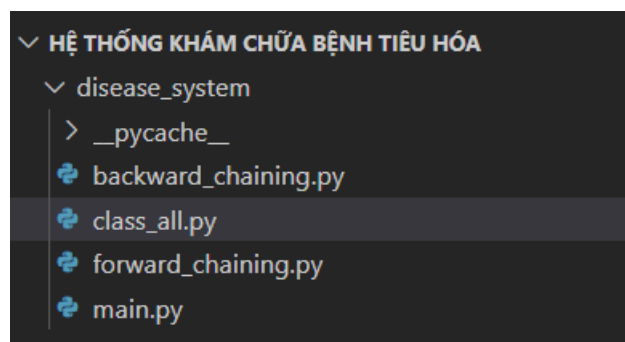 HỆ THỐNG KHÁM CHỮA BỆNH TIÊU HÓA
disease_system
__pycache__
backward_chaining.py
class_all.py
forward_chaining.py
main.py